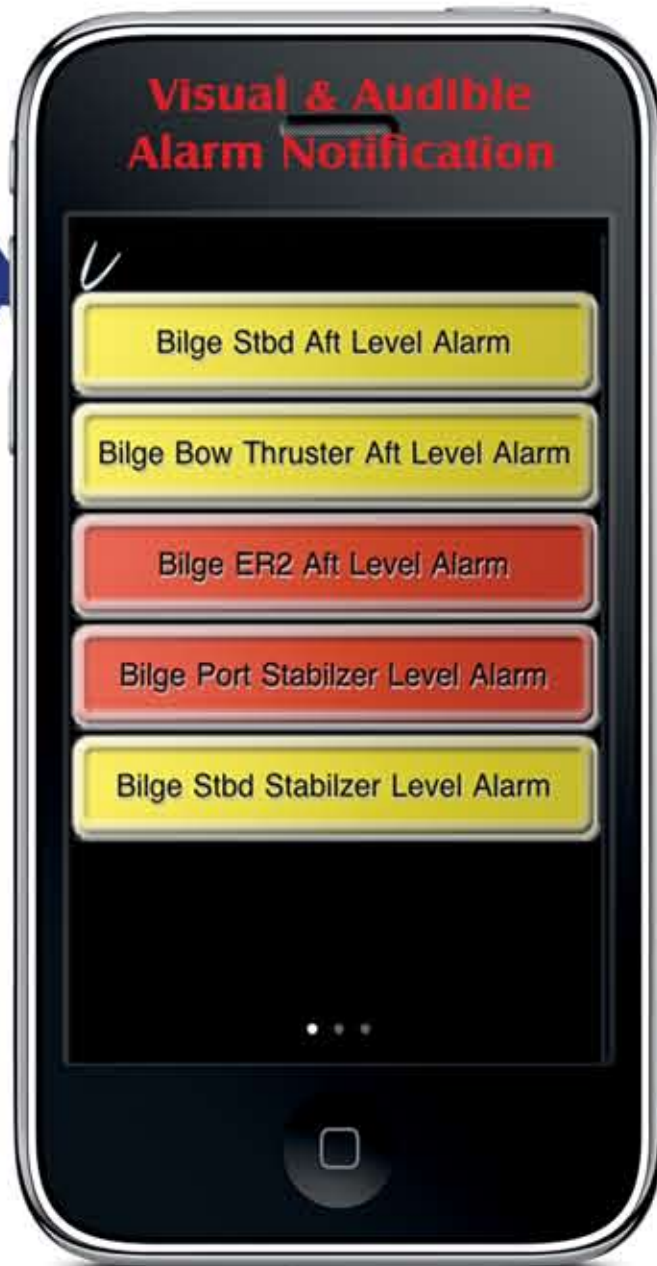 Visual & Audible
Alarm Notification
Bilge Stbd Aft Level Alarm
Bilge Bow Thruster Aft Level Alarm
Bilge ER2 Aft Level Alarm
Bilge Port Stabilzer Level Alarm
Bilge Stbd Stabilzer Level Alarm